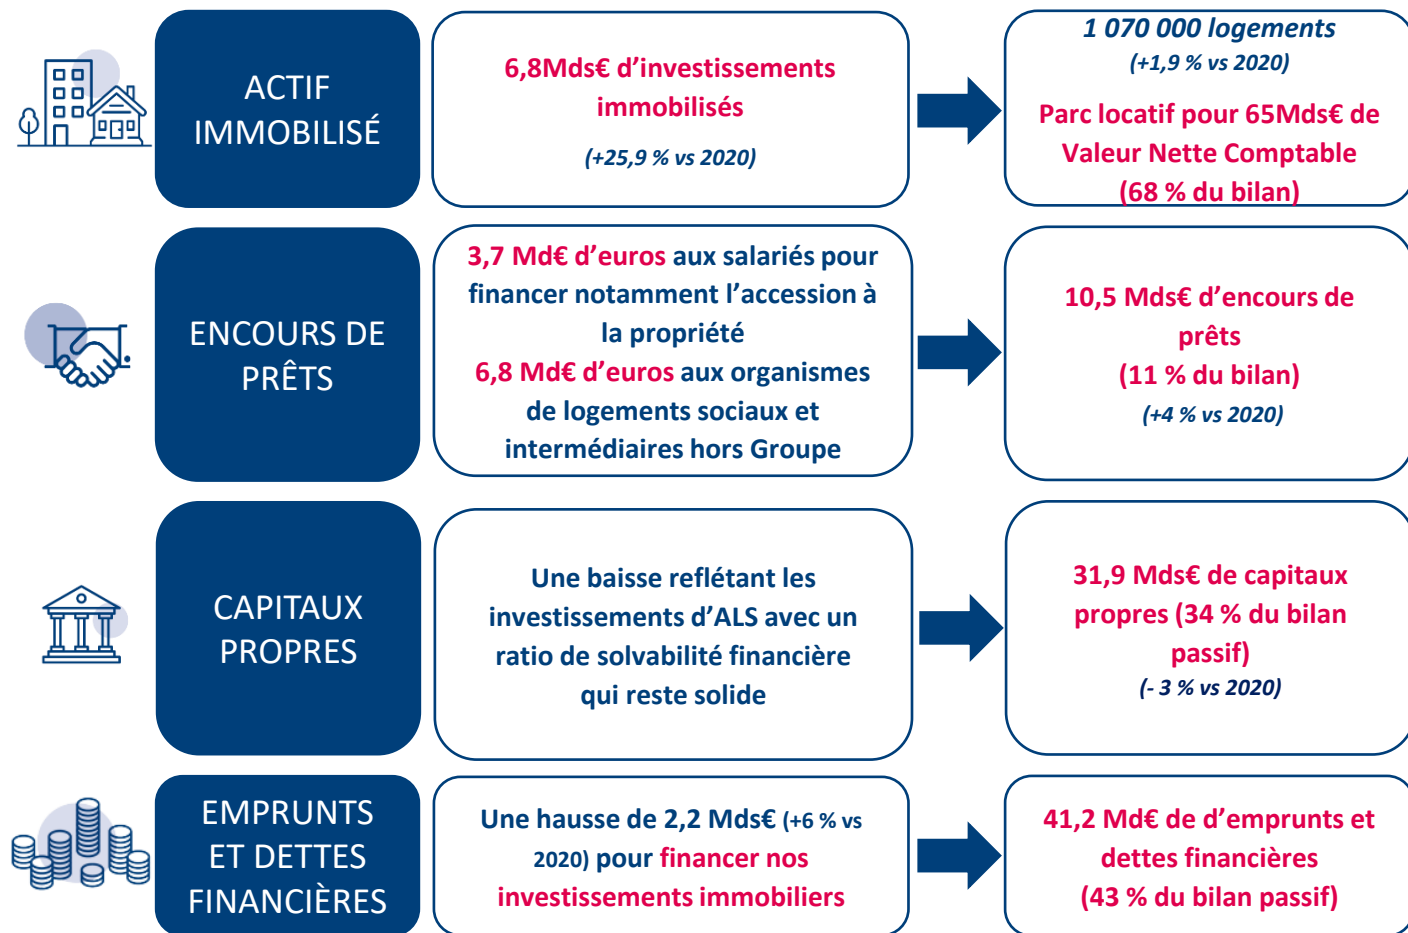 ACTIF
IMMOBILISÉ
6,8Mds€ d’investissements
immobilisés
(+25,9 % vs 2020)
1 070 000 logements
(+1,9 % vs 2020)
Parc locatif pour 65Mds€ de
Valeur Nette Comptable
(68 % du bilan)
ENCOURS DE
PRÊTS
3,7 Md€ d’euros aux salariés pour
financer notamment l’accession à
la propriété
6,8 Md€ d’euros aux organismes
de logements sociaux et
intermédiaires hors Groupe
10,5 Mds€ d’encours de
prêts
(11 % du bilan)
(+4 % vs 2020)
CAPITAUX
PROPRES
Une baisse reflétant les
investissements d’ALS avec un
ratio de solvabilité financière
qui reste solide
31,9 Mds€ de capitaux
propres (34 % du bilan
passif)
(- 3 % vs 2020)
EMPRUNTS
ET DETTES
FINANCIÈRES
Une hausse de 2,2 Mds€ (+6 % vs
2020) pour financer nos
investissements immobiliers
41,2 Md€ de d’emprunts et
dettes financières
(43 % du bilan passif)